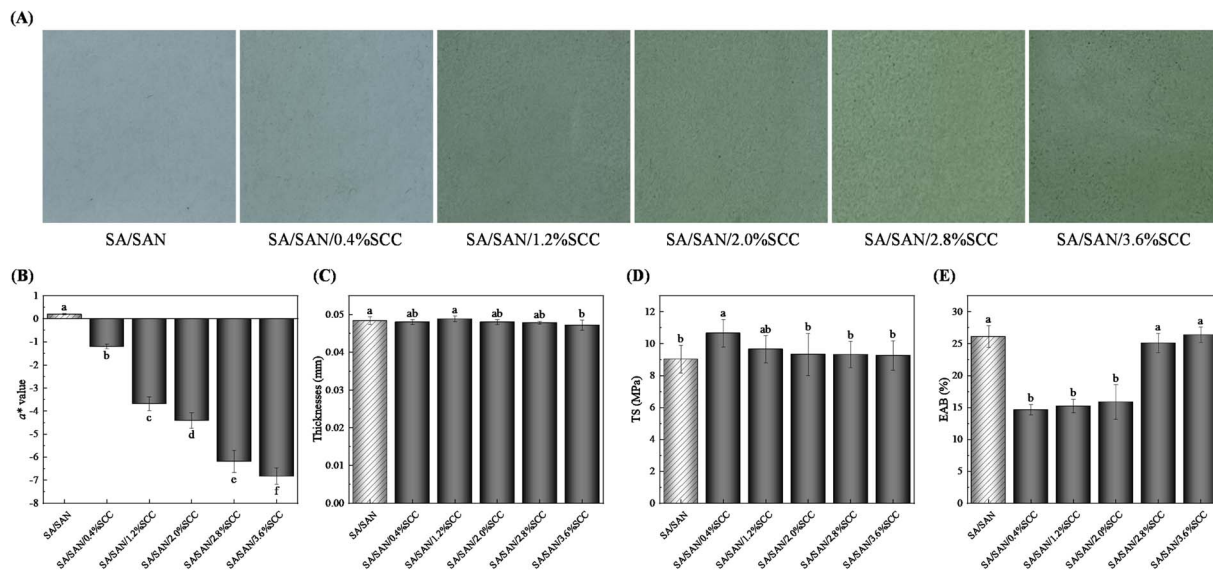 (A)
SA/SAN SA/SAN/0.4%SCC SA/SAN/1.2%SCC SA/SAN/2.0%SCC SA/SAN/2.8%SCC SA/SAN/3.6%SCC
(B)
a* value
1
0
-1
-2
-3
-4
-5
-6
-7
-8
a
b
c
d
e
f
SA/SAN
SA/SAN/0.4%SCC
SA/SAN/1.2%SCC
SA/SAN/2.0%SCC
SA/SAN/2.8%SCC
SA/SAN/3.6%SCC
(C)
Thicknesses (mm)
0.05
0.04
0.03
0.02
0.01
0.00
a
ab
a
ab
ab
b
SA/SAN
SA/SAN/0.4%SCC
SA/SAN/1.2%SCC
SA/SAN/2.0%SCC
SA/SAN/2.8%SCC
SA/SAN/3.6%SCC
(D)
TS (MPa)
12
10
8
6
4
2
0
b
a
ab
b
b
b
SA/SAN
SA/SAN/0.4%SCC
SA/SAN/1.2%SCC
SA/SAN/2.0%SCC
SA/SAN/2.8%SCC
SA/SAN/3.6%SCC
(E)
EAB (%)
30
25
20
15
10
5
0
a
b
b
b
a
a
SA/SAN
SA/SAN/0.4%SCC
SA/SAN/1.2%SCC
SA/SAN/2.0%SCC
SA/SAN/2.8%SCC
SA/SAN/3.6%SCC